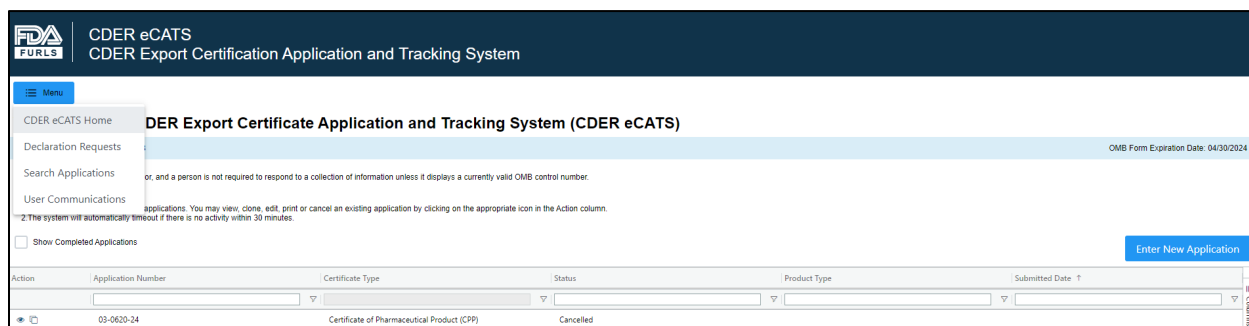 FDA
FURLS
CDER eCATS
CDER Export Certification Application and Tracking System
Menu
CDER eCATS Home
DER Export Certificate Application and Tracking System (CDER eCATS)
Declaration Requests
OMB Form Expiration Date: 04/30/2024
Search Applications
or, and a person is not required to respond to a collection of information unless it displays a currently valid OMB control number.
User Communications
applications. You may view, clone, edit, print or cancel an existing application by clicking on the appropriate icon in the Action column.
2.The system will automatically timeout if there is no activity within 30 minutes.
Show Completed Applications
Enter New Application
Action Application Number Certificate Type Status Product Type Submitted Date ↑
03-0620-24 Certificate of Pharmaceutical Product (CPP) Cancelled